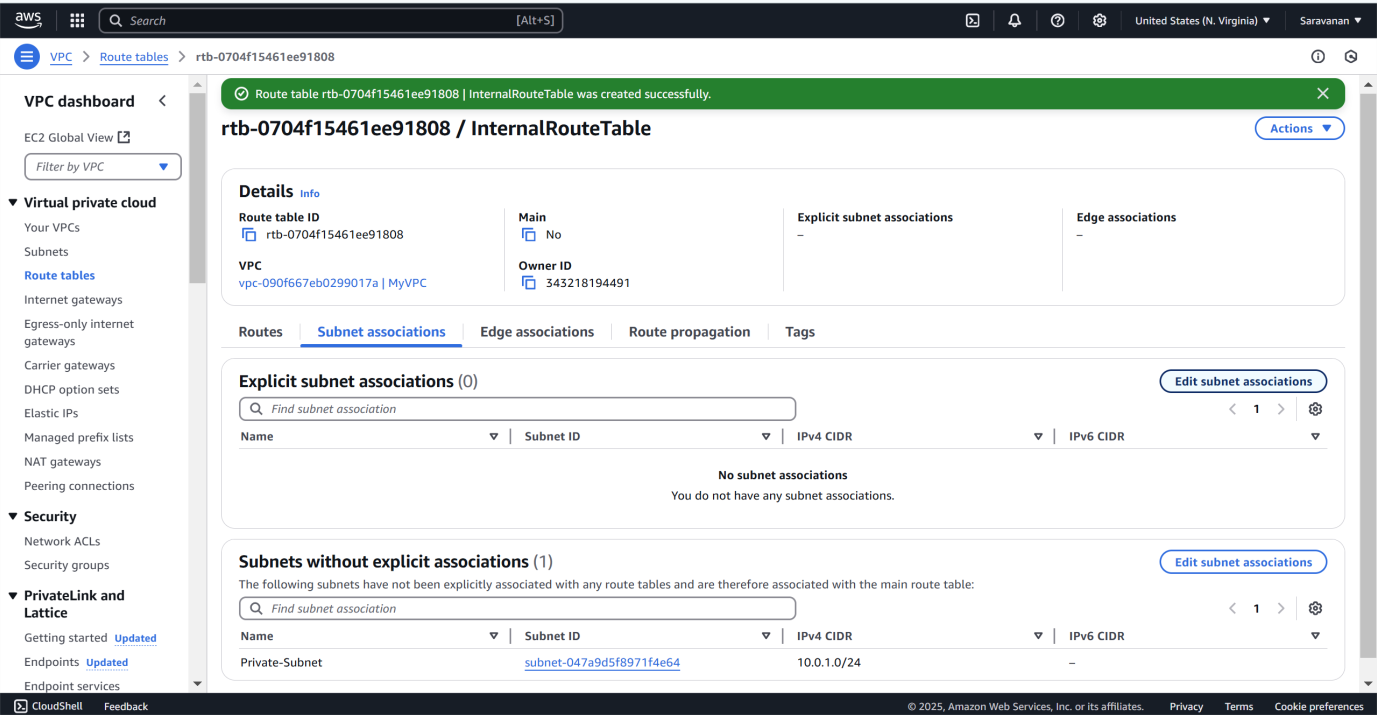 aws
Search [Alt+S]
United States (N. Virginia)
Saravanan
VPC
Route tables
rtb-0704f15461ee91808
VPC dashboard
EC2 Global View
Filter by VPC
Virtual private cloud
Your VPCs
Subnets
Route tables
Internet gateways
Egress-only internet
gateways
Carrier gateways
DHCP option sets
Elastic IPs
Managed prefix lists
NAT gateways
Peering connections
Security
Network ACLs
Security groups
PrivateLink and
Lattice
Getting started Updated
Endpoints Updated
Endpoint services
Route table rtb-0704f15461ee91808 | InternalRouteTable was created successfully.
rtb-0704f15461ee91808 / InternalRouteTable
Actions
Details Info
Route table ID
rtb-0704f15461ee91808
VPC
vpc-090f667eb0299017a | MyVPC
Main
No
Owner ID
343218194491
Explicit subnet associations
–
Edge associations
–
Routes Subnet associations Edge associations Route propagation Tags
Explicit subnet associations (0)
Edit subnet associations
Find subnet association
1
Name Subnet ID IPv4 CIDR IPv6 CIDR
No subnet associations
You do not have any subnet associations.
Subnets without explicit associations (1)
Edit subnet associations
The following subnets have not been explicitly associated with any route tables and are therefore associated with the main route table:
Find subnet association
1
Name Subnet ID IPv4 CIDR IPv6 CIDR
Private-Subnet subnet-047a9d5f8971f4e64 10.0.1.0/24 –
CloudShell Feedback
© 2025, Amazon Web Services, Inc. or its affiliates. Privacy Terms Cookie preferences